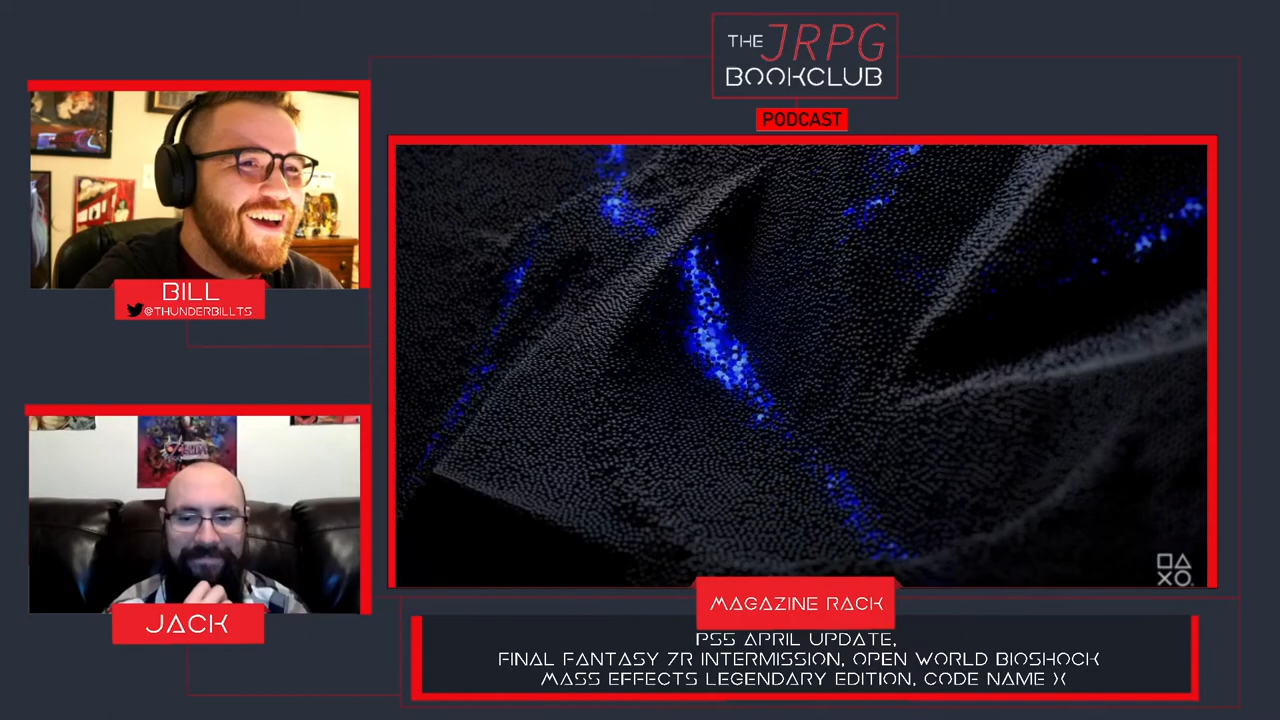 THE JRPG
BOOKCLUB
PODCAST
BILL
@THUNDERBILLTS
JACK
MAGAZINE RACK
PS5 APRIL UPDATE,
FINAL FANTASY 7R INTERMISSION, OPEN WORLD BIOSHOCK
MASS EFFECTS LEGENDARY EDITION, CODE NAME X